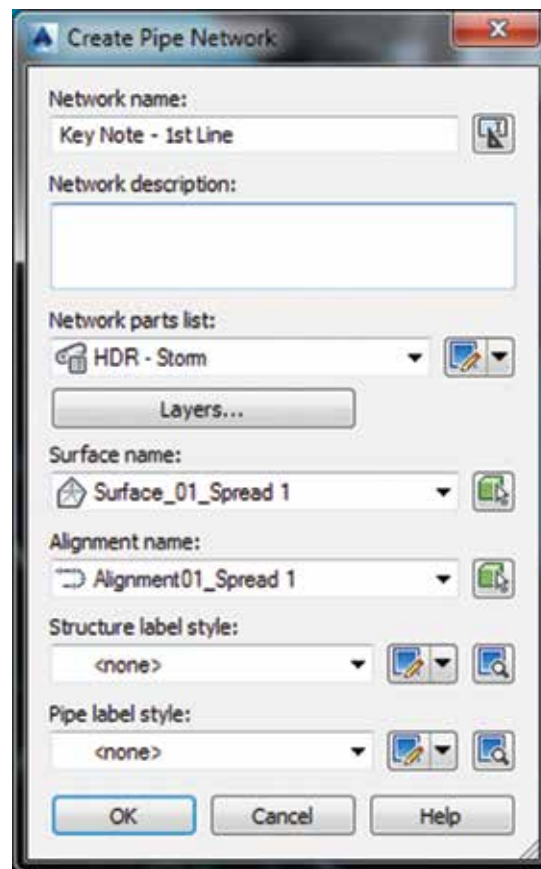 Create Pipe Network
Network name:
Key Note - 1st Line
Network description:
Network parts list:
HDR - Storm
Layers...
Surface name:
Surface_01_Spread 1
Alignment name:
Alignment01_Spread 1
Structure label style:
<none>
Pipe label style:
<none>
OK Cancel Help